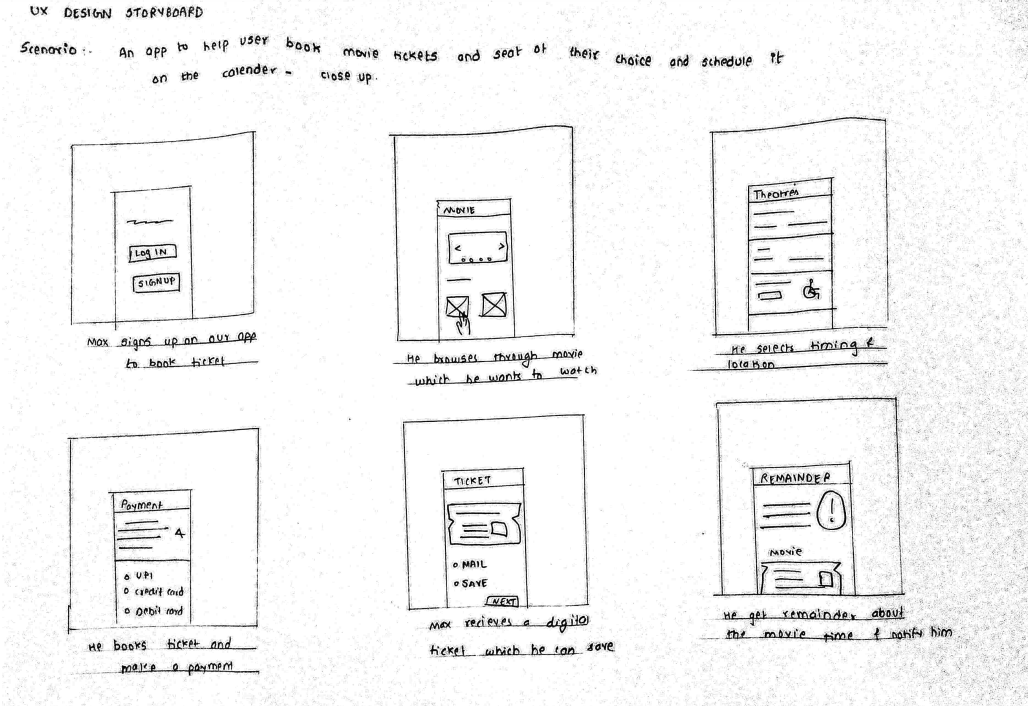 UX DESIGN STORYBOARD
Scenario :- An app to help user book movie tickets and seat of their choice and schedule it
on the calender - close up.
LOG IN
SIGNUP
Max signs up on our app
to book ticket
MOVIE
< >
He browses through movie
which he wants to watch
Theatres
He selects timing &
location
Payment
4
UPI
credit card
Debit card
He books ticket and
make a payment
TICKET
MAIL
SAVE
NEXT
Max recieves a digital
ticket which he can save
REMAINDER
!
Movie
He get remainder about
the movie time & notify him